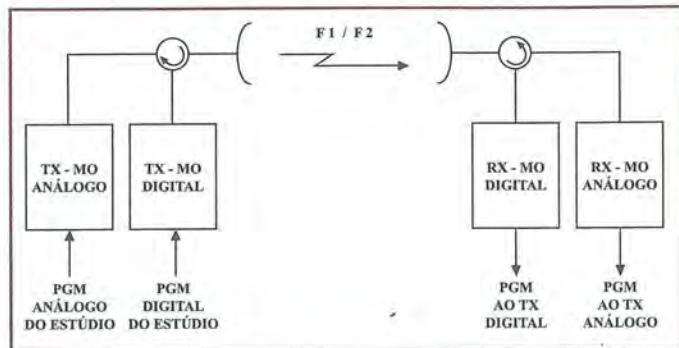 F1 / F2
TX - MO
ANÁLOGO
TX - MO
DIGITAL
RX - MO
DIGITAL
RX - MO
ANÁLOGO
PGM
ANÁLOGO
DO ESTÚDIO
PGM
DIGITAL
DO ESTÚDIO
PGM
AO TX
DIGITAL
PGM
AO TX
ANÁLOGO